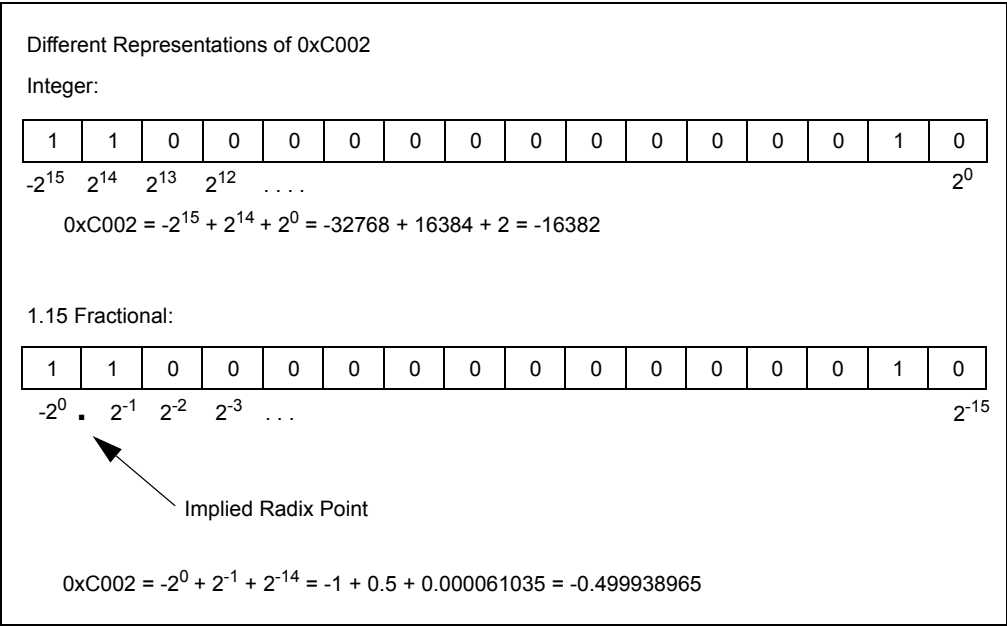 Different Representations of 0xC002
Integer:
1 1 0 0 0 0 0 0 0 0 0 0 0 0 1 0
-2^15 2^14 2^13 2^12 . . . . 2^0
0xC002 = -2^15 + 2^14 + 2^0 = -32768 + 16384 + 2 = -16382
1.15 Fractional:
1 1 0 0 0 0 0 0 0 0 0 0 0 0 1 0
-2^0 . 2^-1 2^-2 2^-3 . . . 2^-15
Implied Radix Point
0xC002 = -2^0 + 2^-1 + 2^-14 = -1 + 0.5 + 0.000061035 = -0.499938965